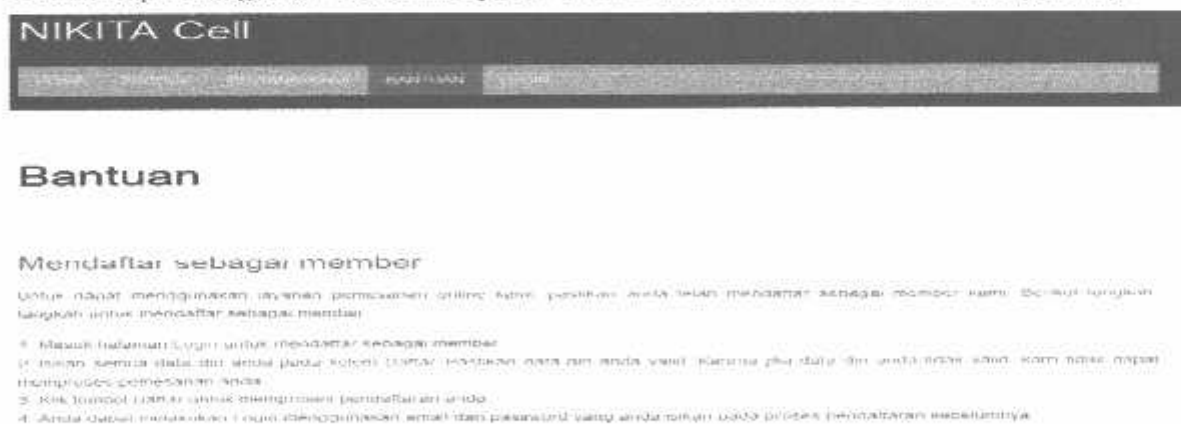 NIKITA Cell
BANTUAN LOGIN
Bantuan
Mendaftar sebagai member
Untuk dapat menggunakan layanan pemesanan online kami, pastikan anda telah mendaftar sebagai member kami. Berikut langkah
langkah untuk mendaftar sebagai member
1. Masuk halaman Login untuk mendaftar sebagai member
2. Isikan semua data diri anda pada kolom Daftar. Pastikan data diri anda valid. Karena jika data diri anda tidak valid, kami tidak dapat
memproses pemesanan anda
3. Klik tombol Daftar untuk memproses pendaftaran anda
4. Anda dapat melakukan Login menggunakan email dan password yang anda isikan pada proses pendaftaran sebelumnya